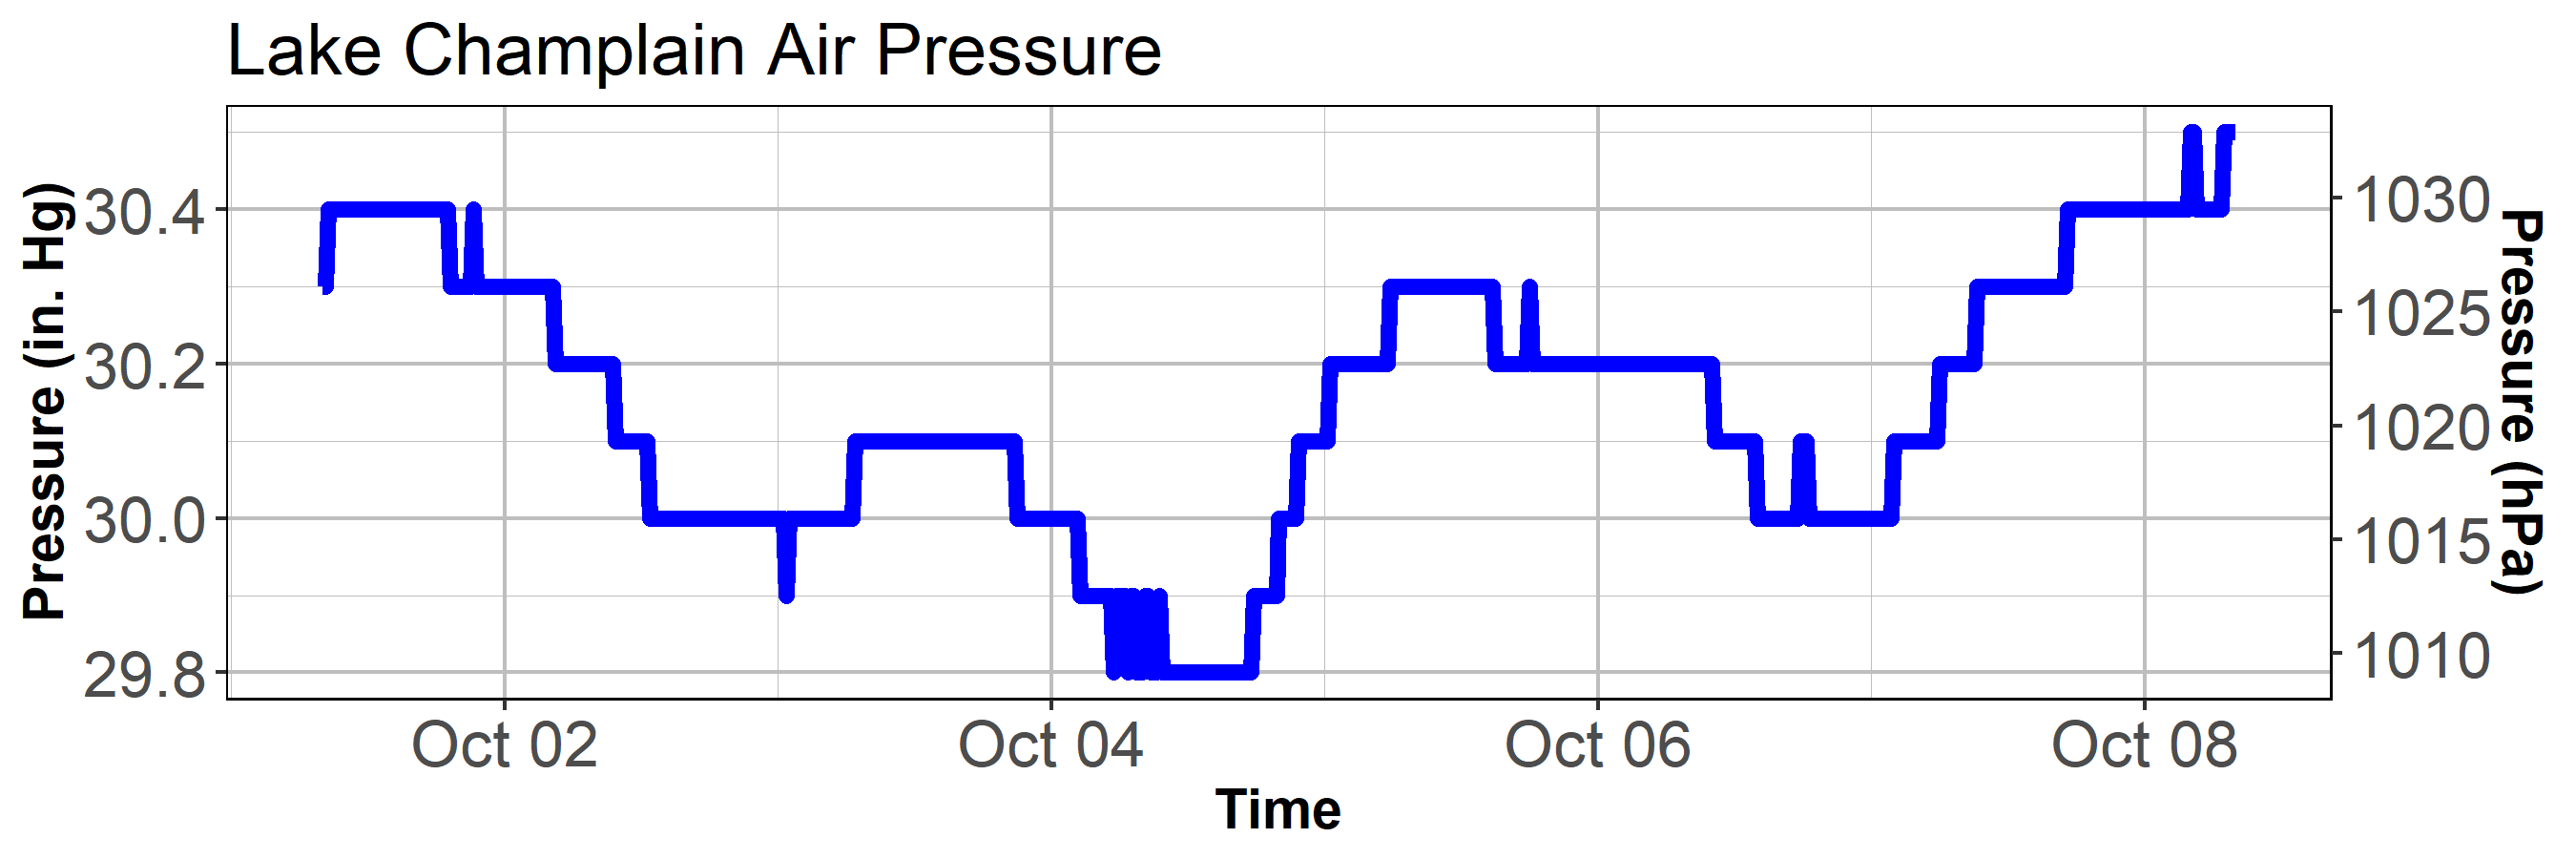 Lake Champlain Air Pressure
Pressure (in. Hg)
30.4
30.2
30.0
29.8
1030
1025
1020
1015
1010
Pressure (hPa)
Oct 02 Oct 04 Oct 06 Oct 08
Time